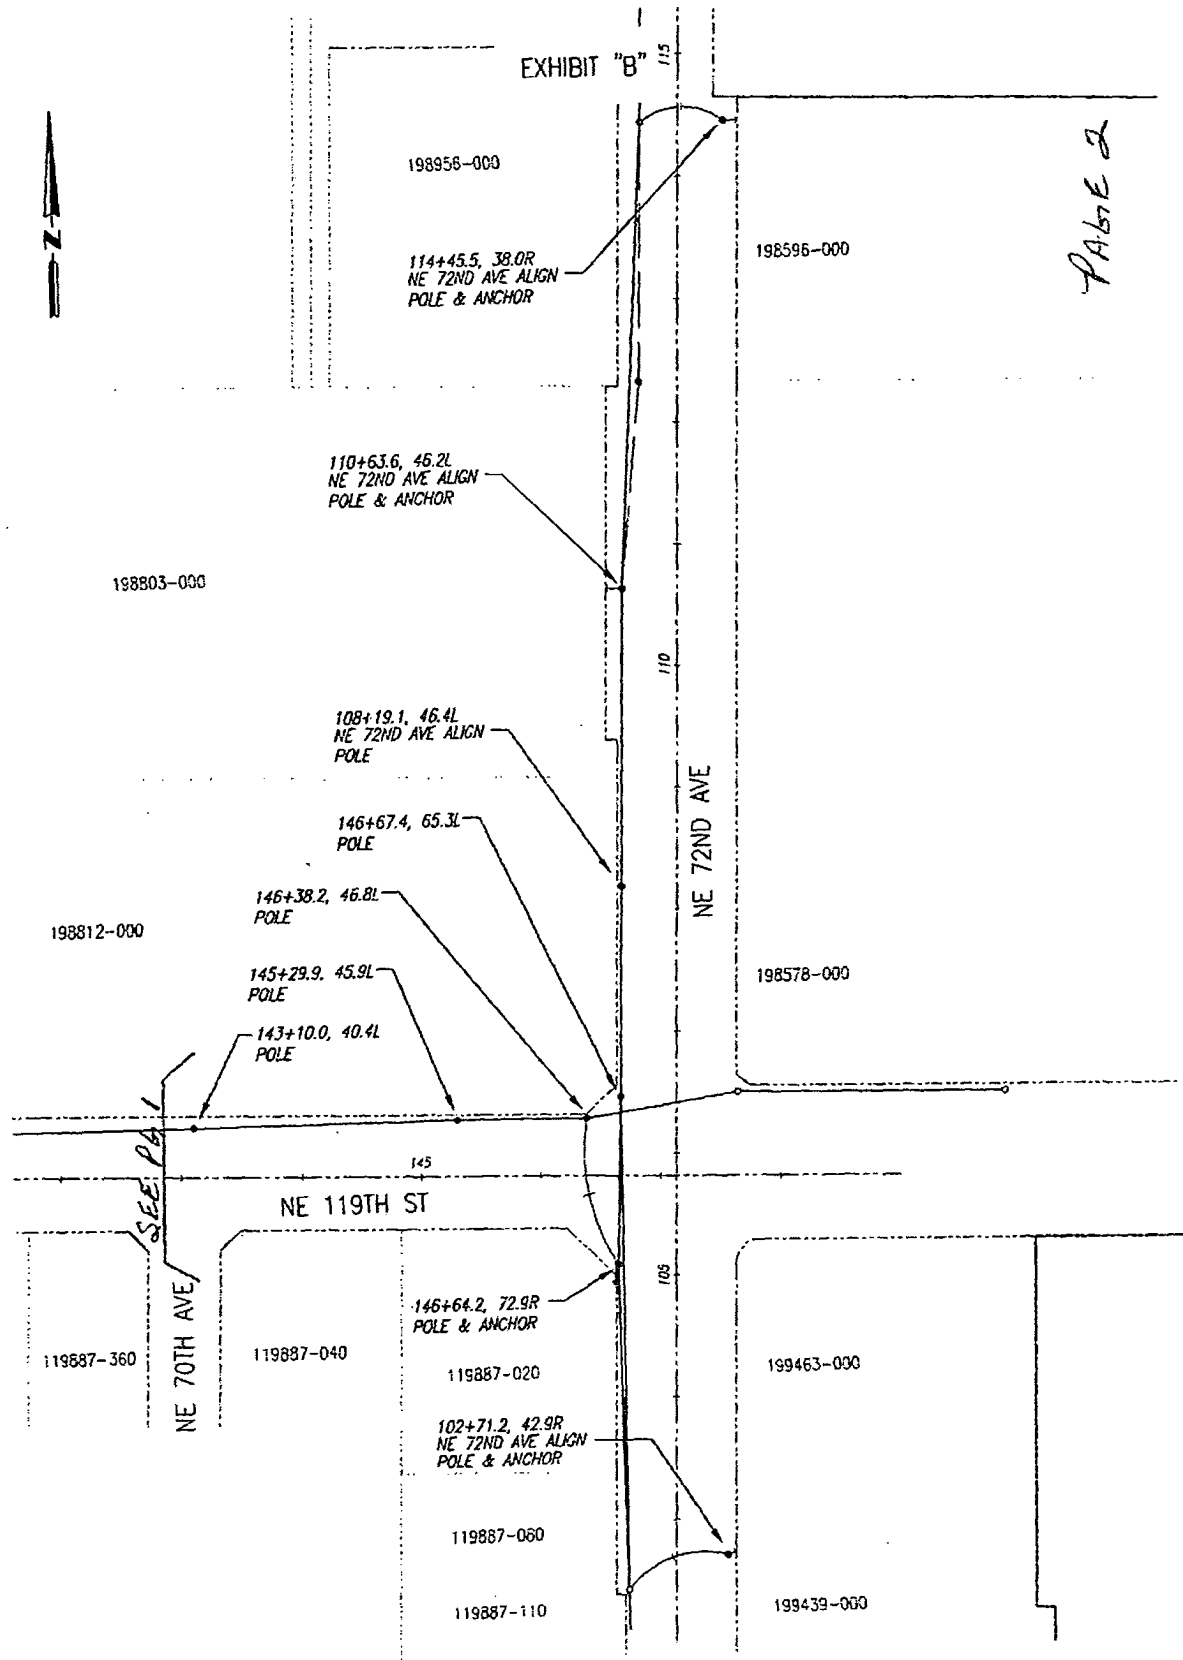 EXHIBIT "B"
115
PAGE 2
N
198956-000
198596-000
114+45.5, 38.0R
NE 72ND AVE ALIGN
POLE & ANCHOR
110+63.6, 46.2L
NE 72ND AVE ALIGN
POLE & ANCHOR
198803-000
110
108+19.1, 46.4L
NE 72ND AVE ALIGN
POLE
NE 72ND AVE
146+67.4, 65.3L
POLE
146+38.2, 46.8L
POLE
198812-000
198578-000
145+29.9, 45.9L
POLE
143+10.0, 40.4L
POLE
SEE PG 1
145
NE 119TH ST
105
146+64.2, 72.9R
POLE & ANCHOR
NE 70TH AVE
119887-360
119887-040
119887-020
199463-000
102+71.2, 42.9R
NE 72ND AVE ALIGN
POLE & ANCHOR
119887-080
119887-110
199439-000